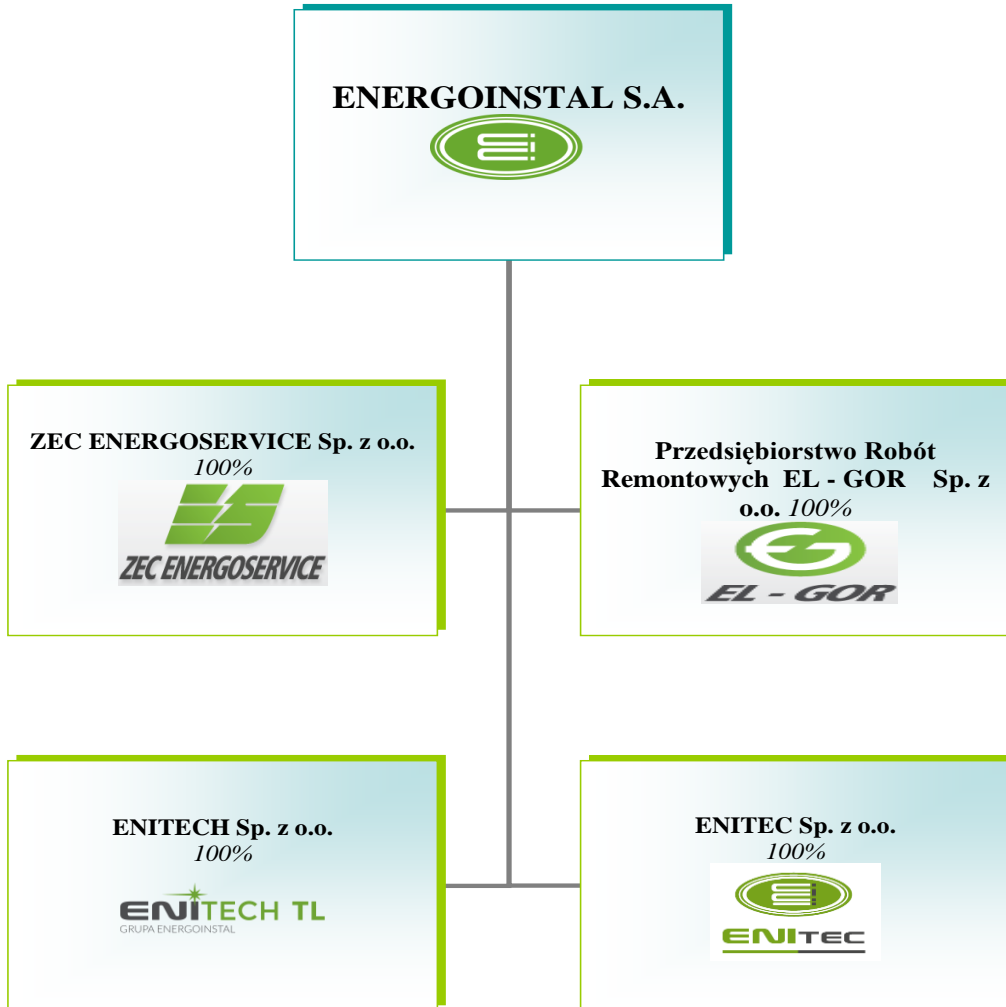 ENERGOINSTAL S.A.
ZEC ENERGOSERVICE Sp. z o.o.
100%
ZEC ENERGOSERVICE
Przedsiębiorstwo Robót
Remontowych EL - GOR Sp. z
o.o. 100%
EL - GOR
ENITECH Sp. z o.o.
100%
ENITECH TL
GRUPA ENERGOINSTAL
ENITEC Sp. z o.o.
100%
ENITEC